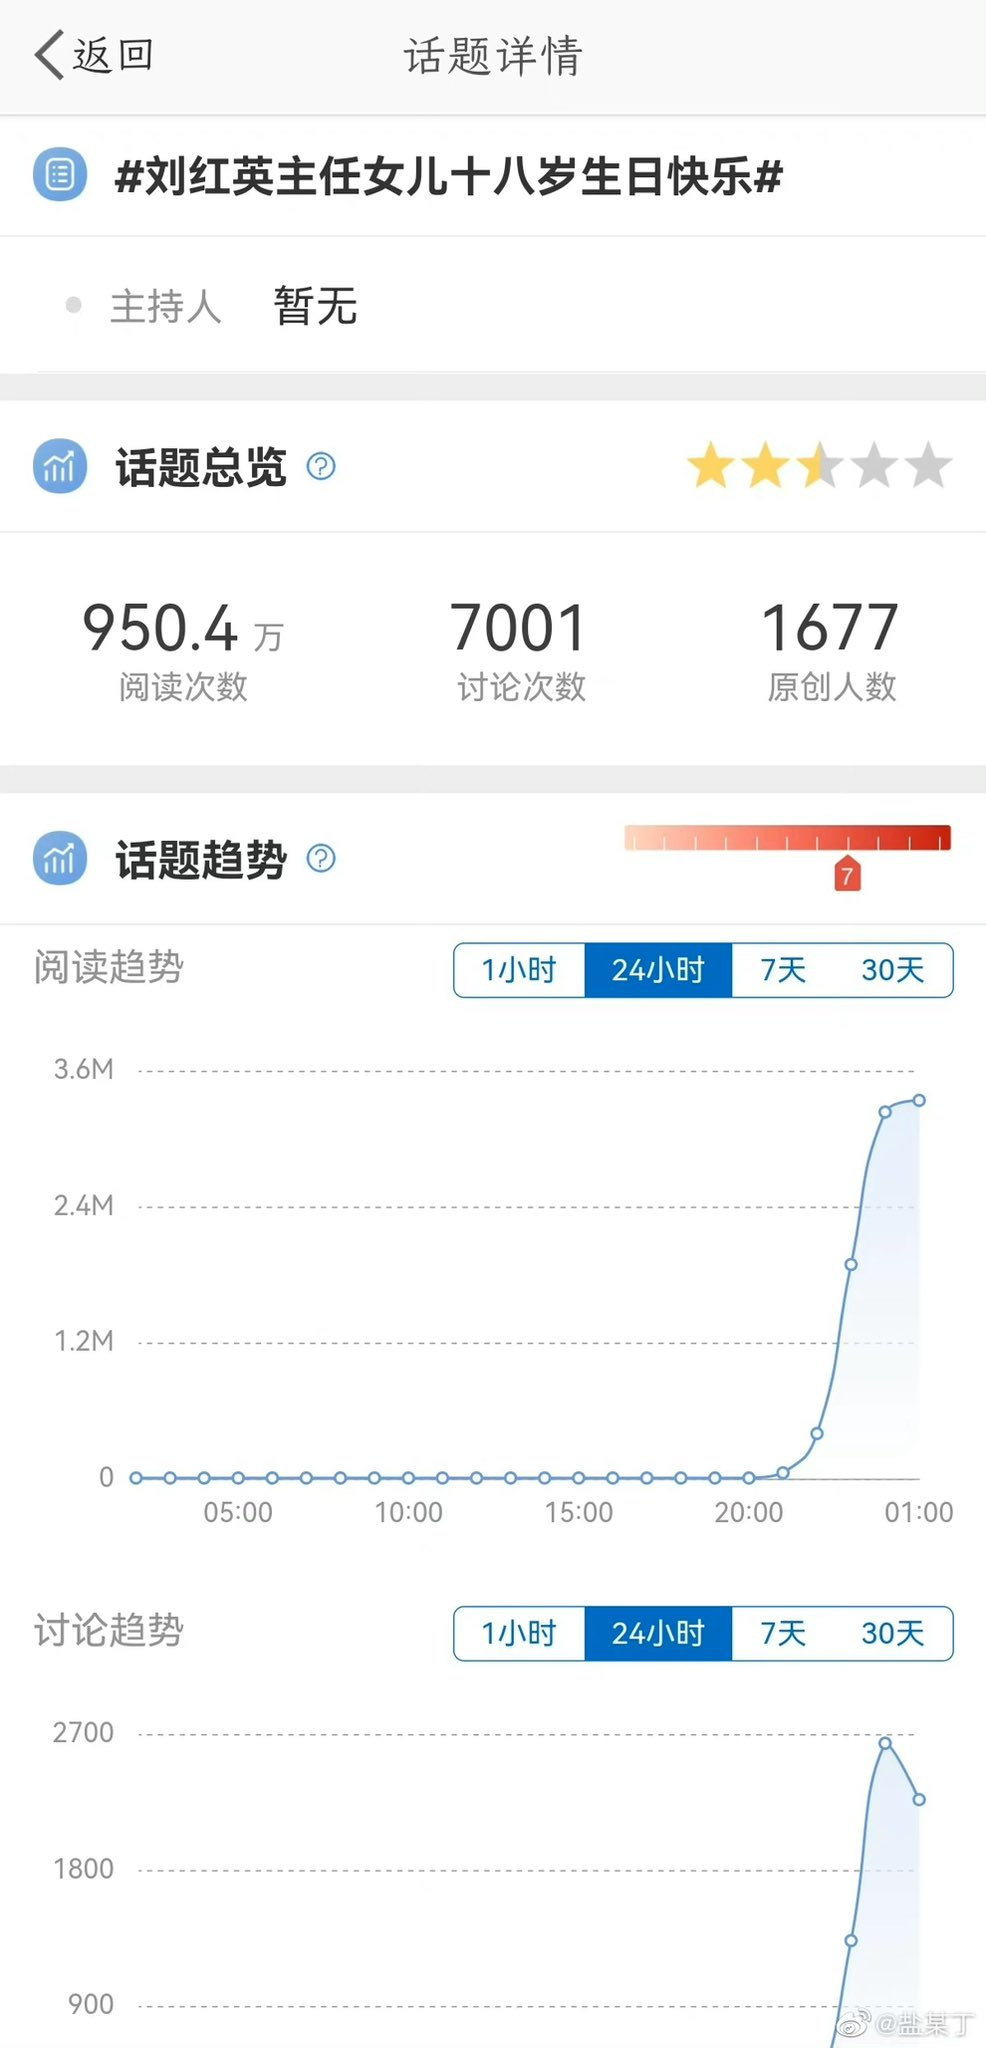 返回 话题详情
#刘红英主任女儿十八岁生日快乐#
主持人 暂无
话题总览 ?
950.4 万 7001 1677
阅读次数 讨论次数 原创人数
话题趋势 ?
7
阅读趋势 1小时 24小时 7天 30天
3.6M
2.4M
1.2M
0
05:00 10:00 15:00 20:00 01:00
讨论趋势 1小时 24小时 7天 30天
2700
1800
900
@盐某丁